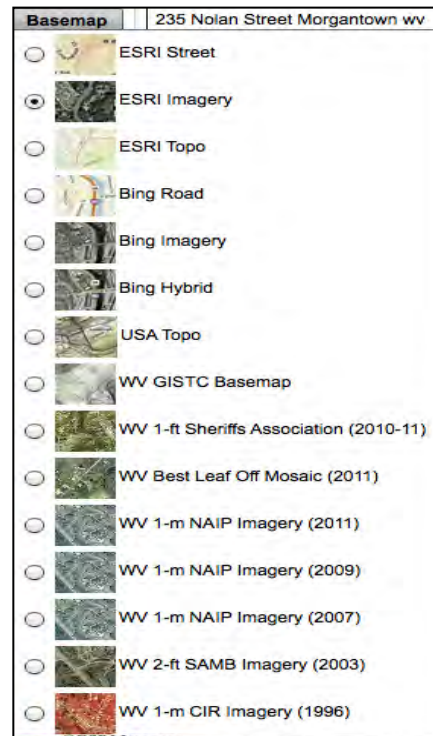 Basemap 235 Nolan Street Morgantown wv
ESRI Street
ESRI Imagery
ESRI Topo
Bing Road
Bing Imagery
Bing Hybrid
USA Topo
WV GISTC Basemap
WV 1-ft Sheriffs Association (2010-11)
WV Best Leaf Off Mosaic (2011)
WV 1-m NAIP Imagery (2011)
WV 1-m NAIP Imagery (2009)
WV 1-m NAIP Imagery (2007)
WV 2-ft SAMB Imagery (2003)
WV 1-m CIR Imagery (1996)